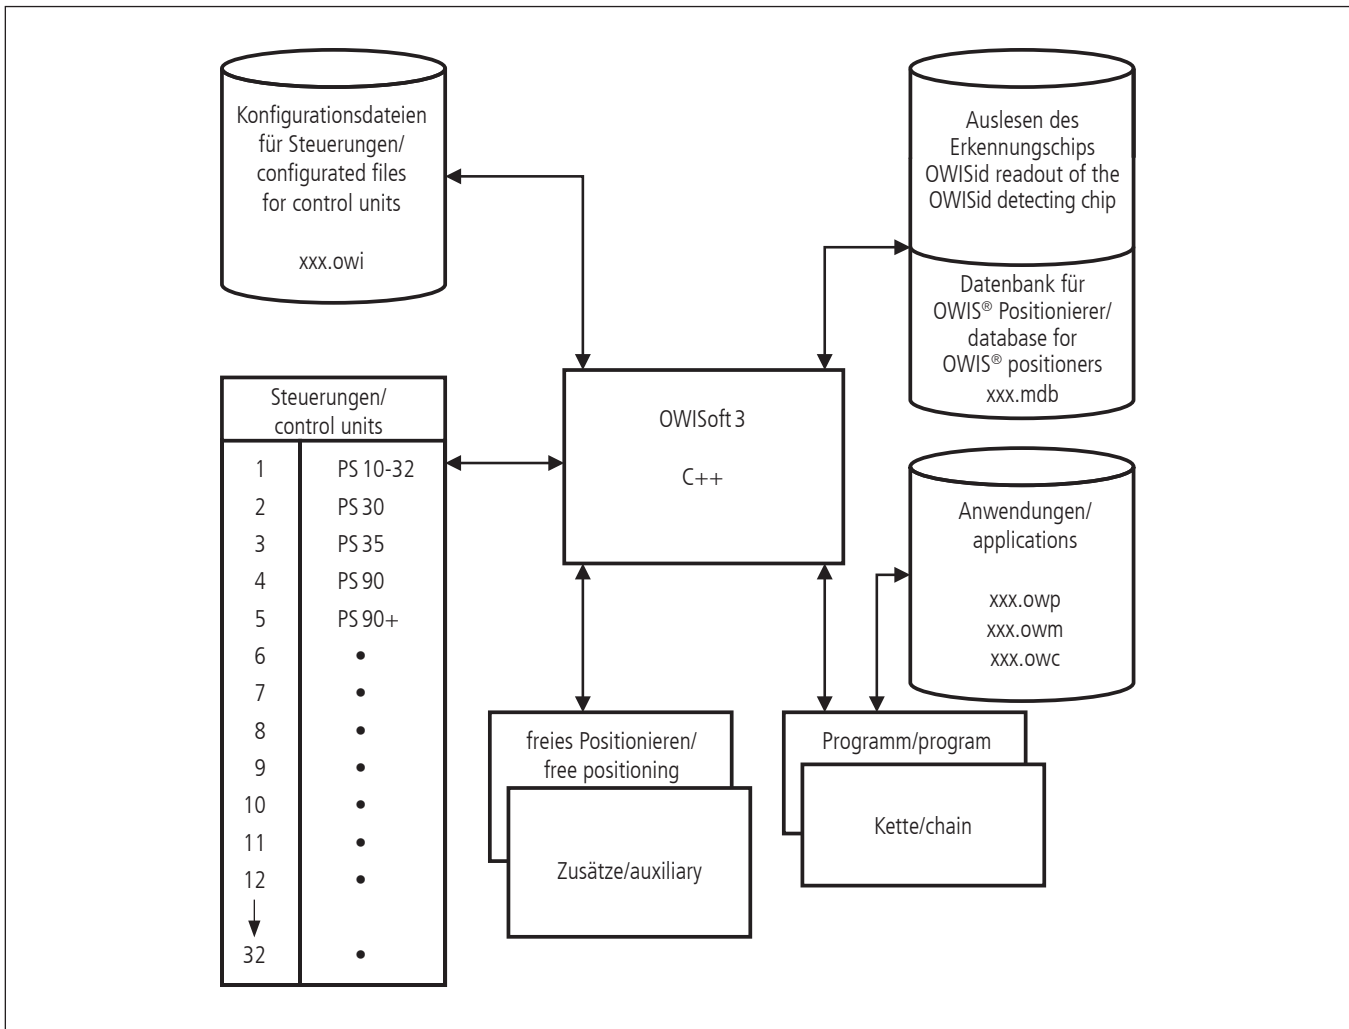 Konfigurationsdateien
für Steuerungen/
configurated files
for control units
xxx.owi
Auslesen des
Erkennungschips
OWISid readout of the
OWISid detecting chip
Datenbank für
OWIS® Positionierer/
database for
OWIS® positioners
xxx.mdb
Steuerungen/
control units
1 PS 10-32
2 PS 30
3 PS 35
4 PS 90
5 PS 90+
6 •
7 •
8 •
9 •
10 •
11 •
12 •
32 •
OWISoft 3
C++
Anwendungen/
applications
xxx.owp
xxx.owm
xxx.owc
freies Positionieren/
free positioning
Zusätze/auxiliary
Programm/program
Kette/chain